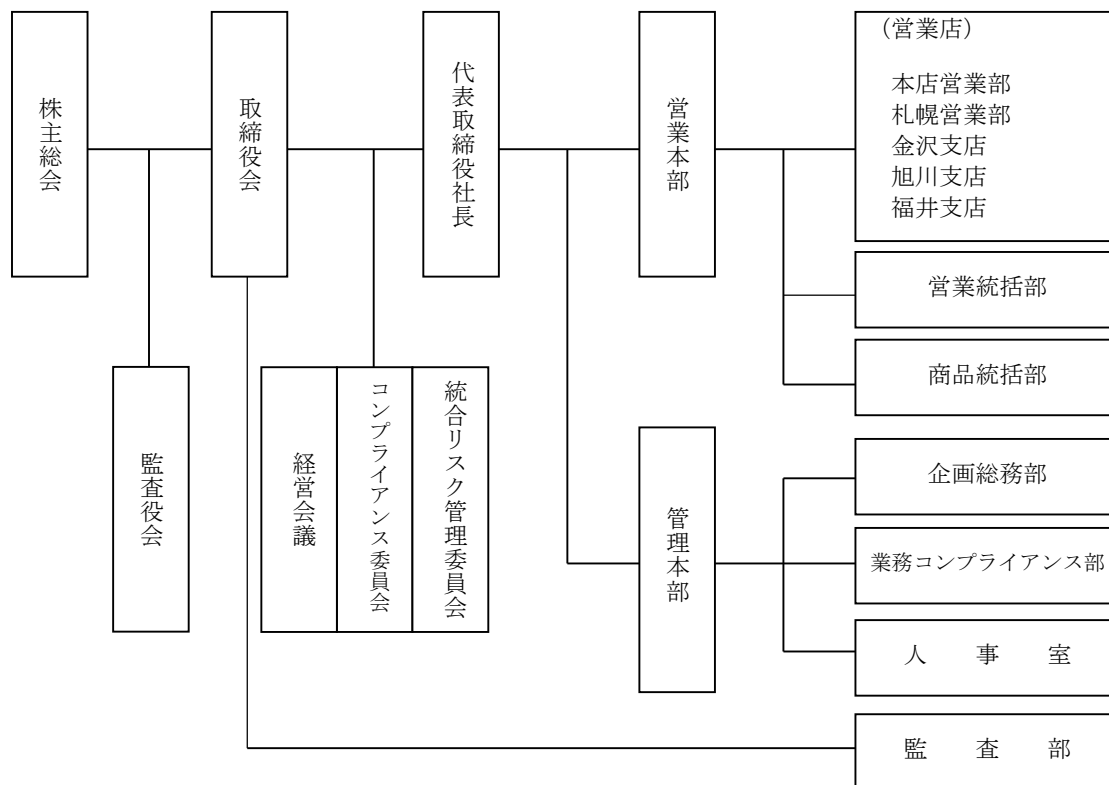 株主総会
取締役会
代表取締役社長
営業本部
（営業店）
本店営業部
札幌営業部
金沢支店
旭川支店
福井支店
営業統括部
商品統括部
監査役会
経営会議
コンプライアンス委員会
統合リスク管理委員会
管理本部
企画総務部
業務コンプライアンス部
人　事　室
監　査　部